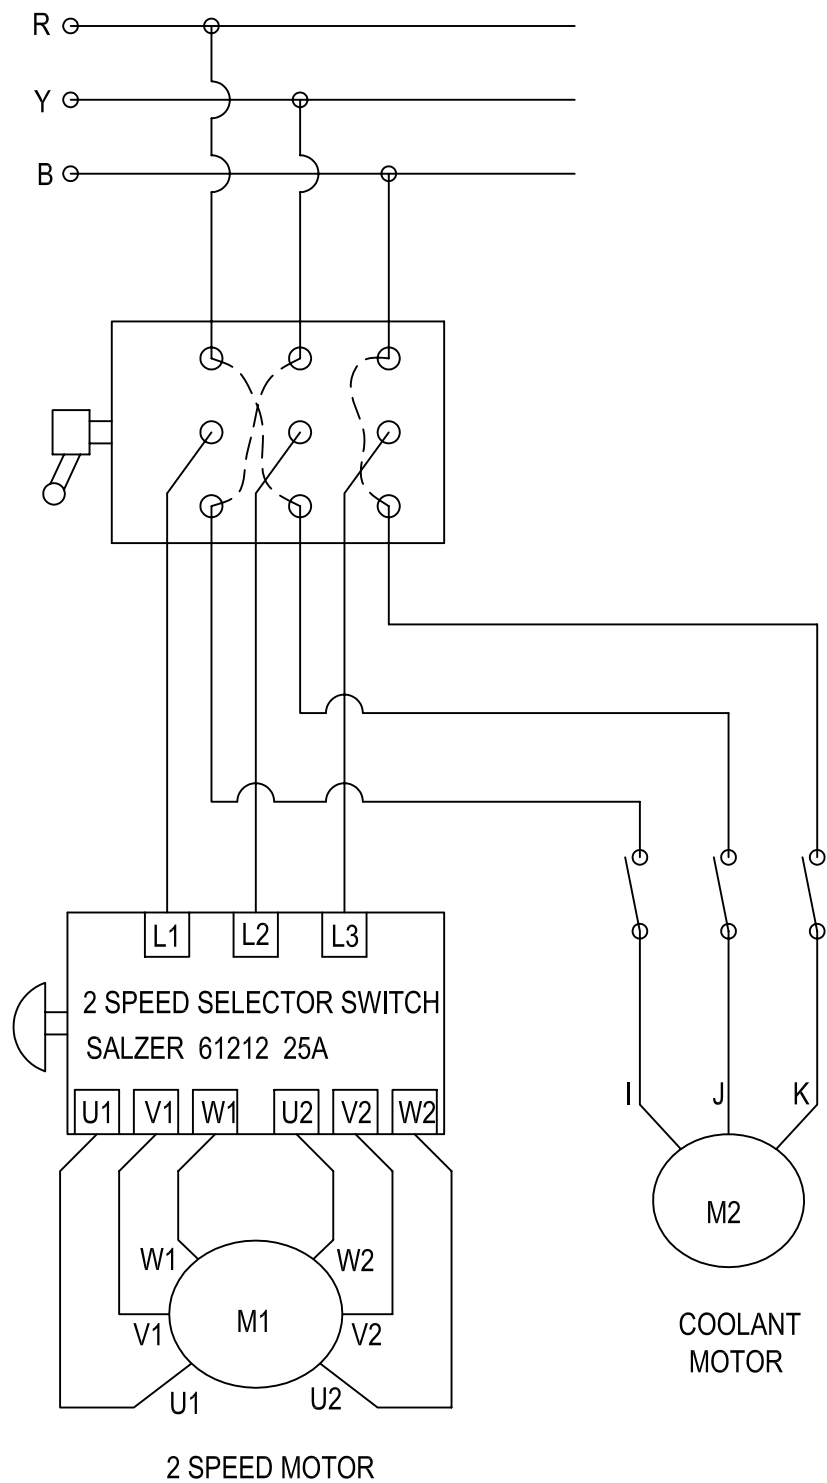 R
Y
B
L1 L2 L3
2 SPEED SELECTOR SWITCH
SALZER 61212 25A
U1 V1 W1 U2 V2 W2
I J K
M2
W1 W2
M1
V1 V2
U1 U2
COOLANT
MOTOR
2 SPEED MOTOR